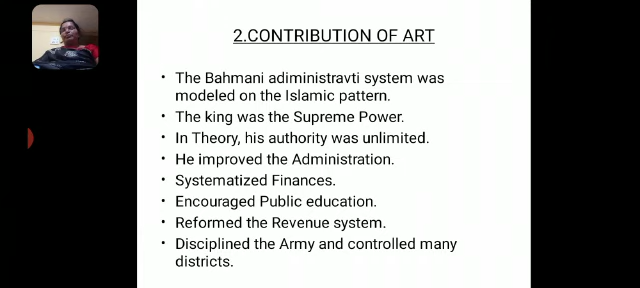 2.CONTRIBUTION OF ART
• The Bahmani adiministravti system was
modeled on the Islamic pattern.
• The king was the Supreme Power.
• In Theory, his authority was unlimited.
• He improved the Administration.
• Systematized Finances.
• Encouraged Public education.
• Reformed the Revenue system.
• Disciplined the Army and controlled many
districts.